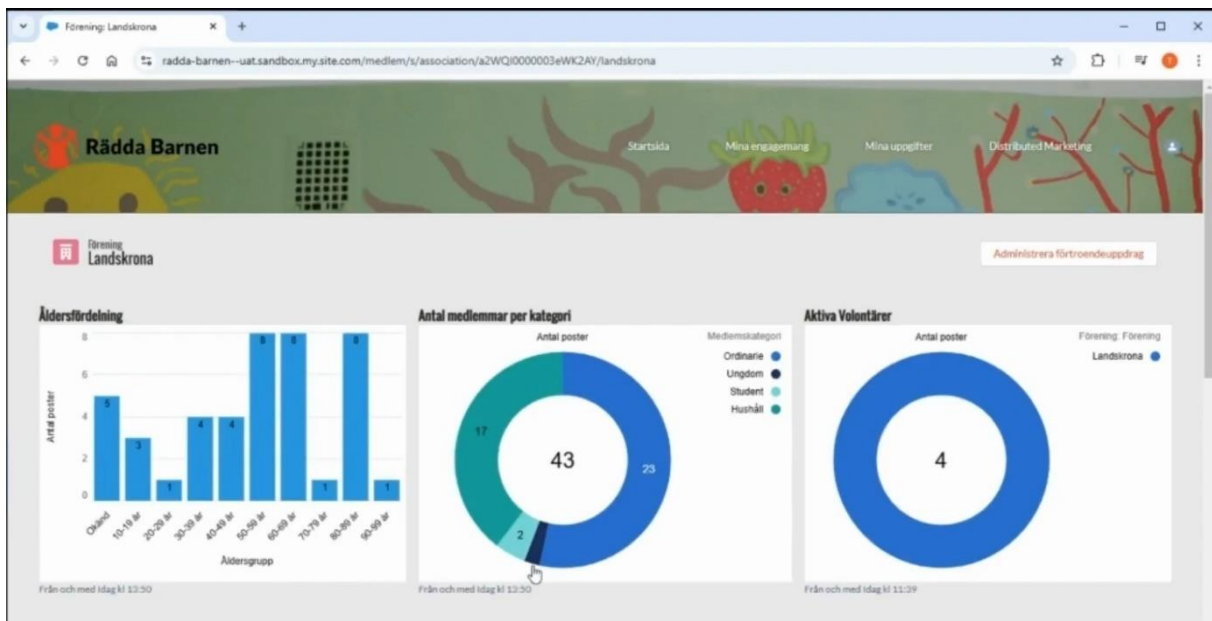 Förening: Landskrona
radda-barnen--uat.sandbox.my.site.com/medlem/s/association/a2WQI0000003eWK2AY/landskrona
T
Rädda Barnen
Startsida
Mina engagemang
Mina uppgifter
Distributed Marketing
Förening
Landskrona
Administrera förtroendeuppdrag
Åldersfördelning
8
6
4
2
0
Antal poster
5
3
1
4
4
8
8
1
8
1
Okänd
10-19 år
20-29 år
30-39 år
40-49 år
50-59 år
60-69 år
70-79 år
80-89 år
90-99 år
Åldersgrupp
Från och med Idag kl 13:50
Antal medlemmar per kategori
Antal poster
Medlemskategori
Ordinarie
Ungdom
Student
Hushåll
17
43
23
2
Från och med Idag kl 13:50
Aktiva Volontärer
Antal poster
Förening: Förening
Landskrona
4
Från och med Idag kl 11:39